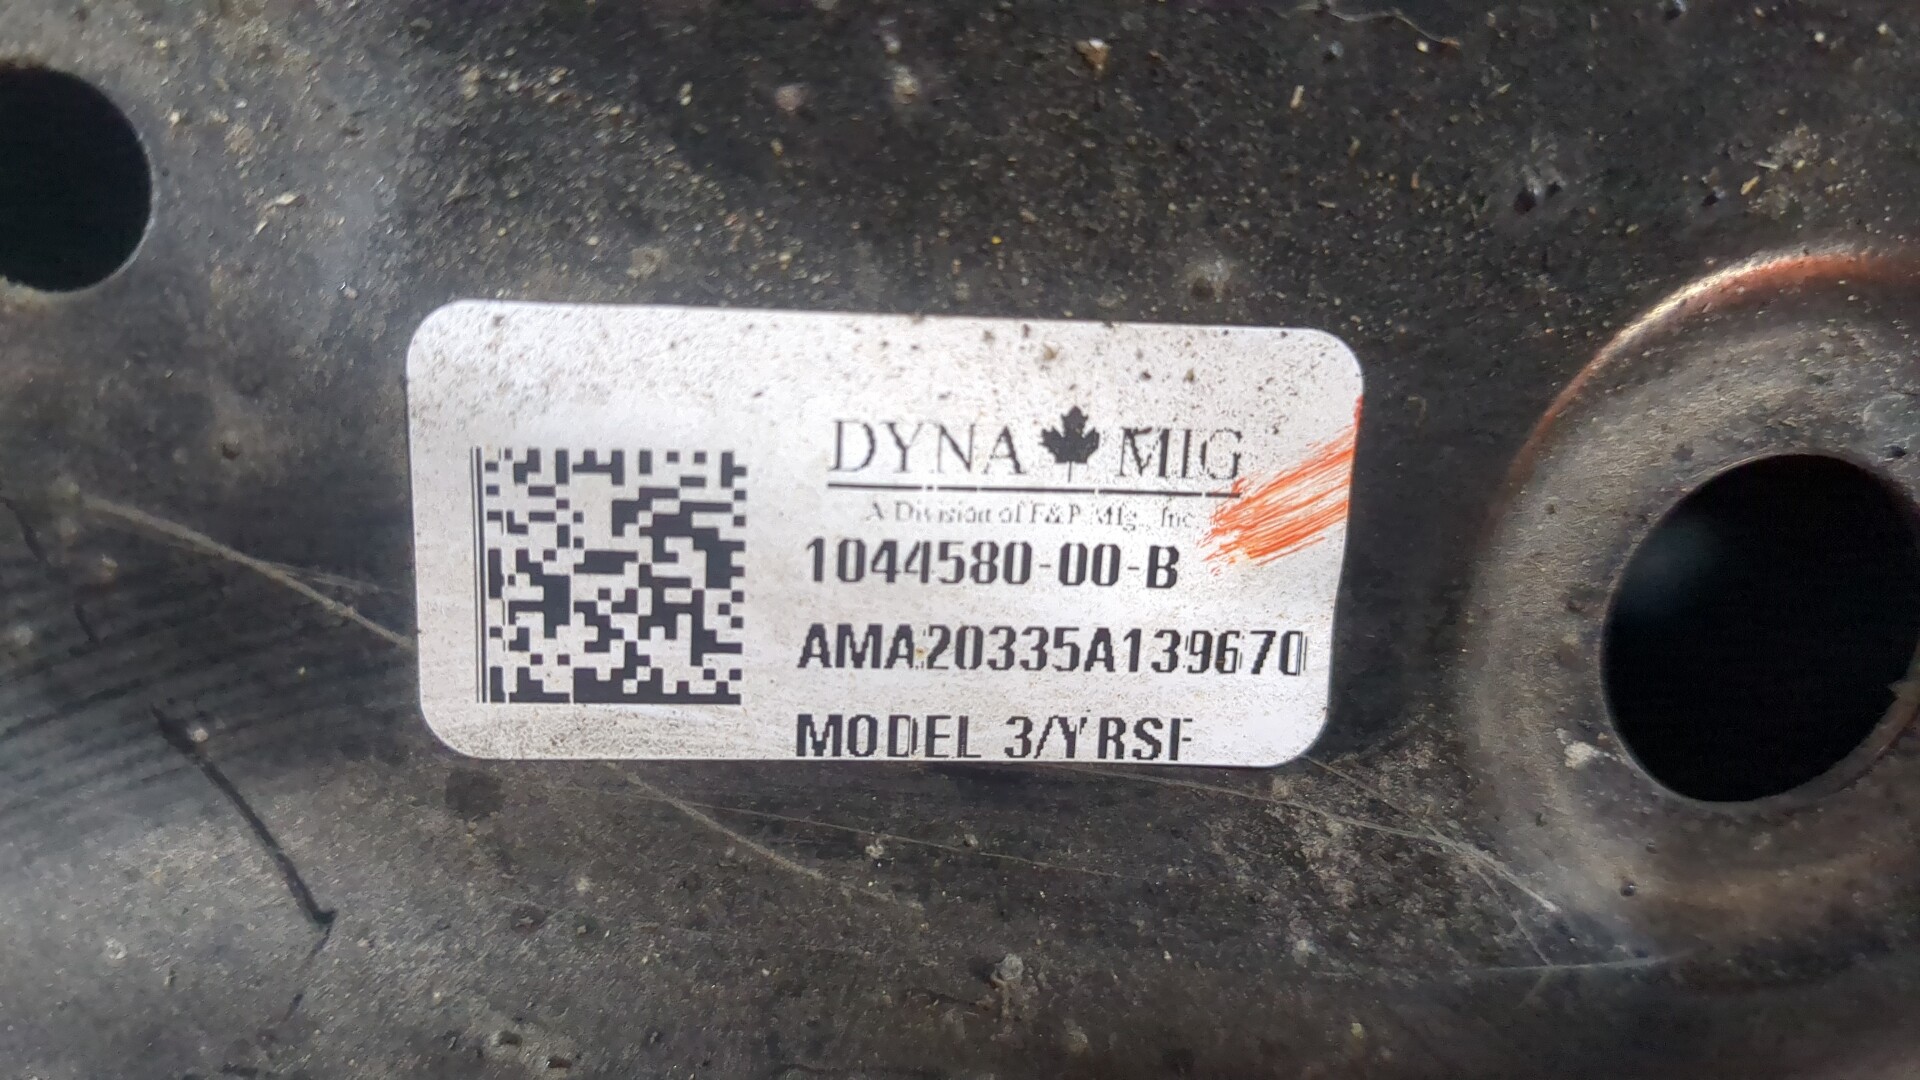 DYNA MIG
A Division of F&P Mfg., Inc
1044580-00-B
AMA20335A139670
MODEL 3/Y RSF